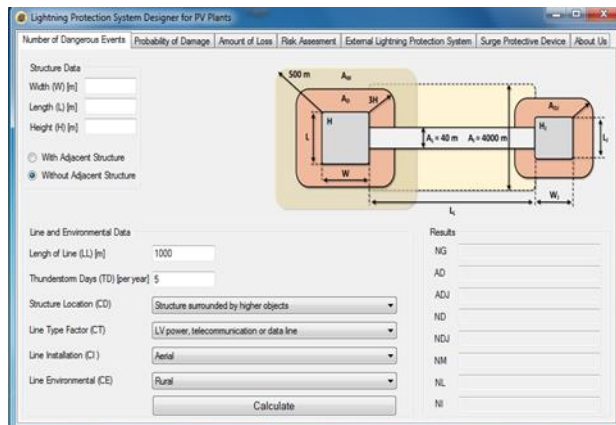 Lightning Protection System Designer for PV Plants
Number of Dangerous Events Probability of Damage Amount of Loss Risk Assesment External Lightning Protection System Surge Protective Device About Us
Structure Data
Width (W) [m]
Length (L) [m]
Height (H) [m]
With Adjacent Structure
Without Adjacent Structure
500 m
AM
AD
3H
H
L
W
AL = 40 m
AI = 4000 m
ADJ
HJ
LJ
WJ
LL
Line and Environmental Data
Lengh of Line (LL) [m] 1000
Thunderstorm Days (TD) [per year] 5
Structure Location (CD) Structure surrounded by higher objects
Line Type Factor (CT) LV power, telecommunication or data line
Line Installation (CI ) Aerial
Line Environmental (CE) Rural
Calculate
Results
NG
AD
ADJ
ND
NDJ
NM
NL
NI